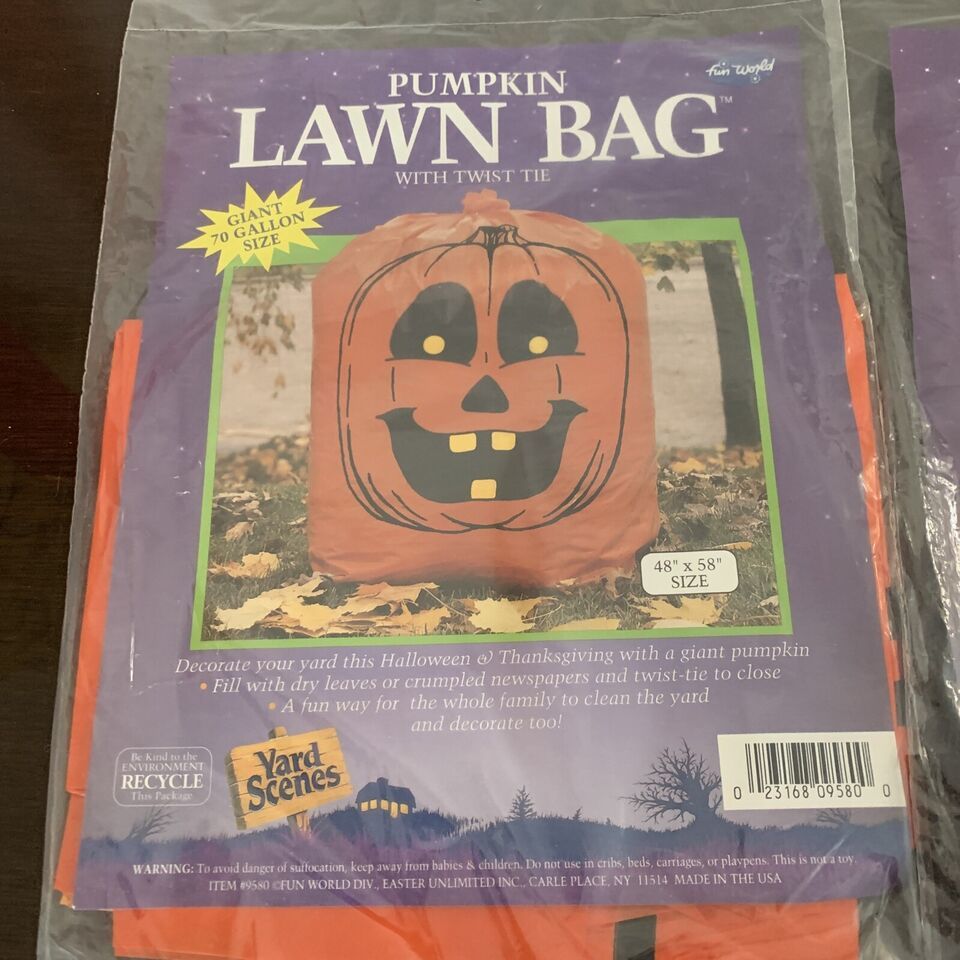 fun world
PUMPKIN
LAWN BAG™
WITH TWIST TIE
GIANT
70 GALLON
SIZE
48" x 58"
SIZE
Decorate your yard this Halloween & Thanksgiving with a giant pumpkin
• Fill with dry leaves or crumpled newspapers and twist-tie to close
• A fun way for the whole family to clean the yard
and decorate too!
Be Kind to the
ENVIRONMENT
RECYCLE
This Package
Yard
Scenes
0 23168 09580 0
WARNING: To avoid danger of suffocation, keep away from babies & children. Do not use in cribs, beds, carriages, or playpens. This is not a toy.
ITEM #9580 ©FUN WORLD DIV., EASTER UNLIMITED INC., CARLE PLACE, NY 11514 MADE IN THE USA